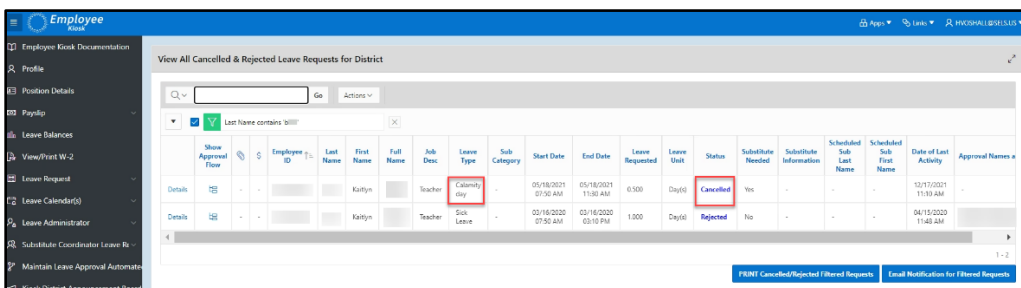 Employee
Kiosk
Apps Links HVOSHALL@SELS.US
Employee Kiosk Documentation
Profile
Position Details
Payslip
Leave Balances
View/Print W-2
Leave Request
Leave Calendar(s)
Leave Administrator
Substitute Coordinator Leave Re
Maintain Leave Approval Automate
Kiosk District Announcement Board
View All Cancelled & Rejected Leave Requests for District
Go Actions
Last Name contains
Show Approval Flow $ Employee ID Last Name First Name Full Name Job Desc Leave Type Sub Category Start Date End Date Leave Requested Leave Unit Status Substitute Needed Substitute Information Scheduled Sub Last Name Scheduled Sub First Name Date of Last Activity Approval Names a
Details - - Kaitlyn Teacher Calamity day - 05/18/2021 07:50 AM 05/18/2021 11:30 AM 0.500 Day(s) Cancelled Yes - - - 12/17/2021 11:19 AM -
Details - - Kaitlyn Teacher Sick Leave - 03/16/2020 07:50 AM 03/16/2020 03:10 PM 1.000 Day(s) Rejected No - - - 04/15/2020 11:48 AM
1 - 2
PRINT Cancelled/Rejected Filtered Requests Email Notification for Filtered Requests